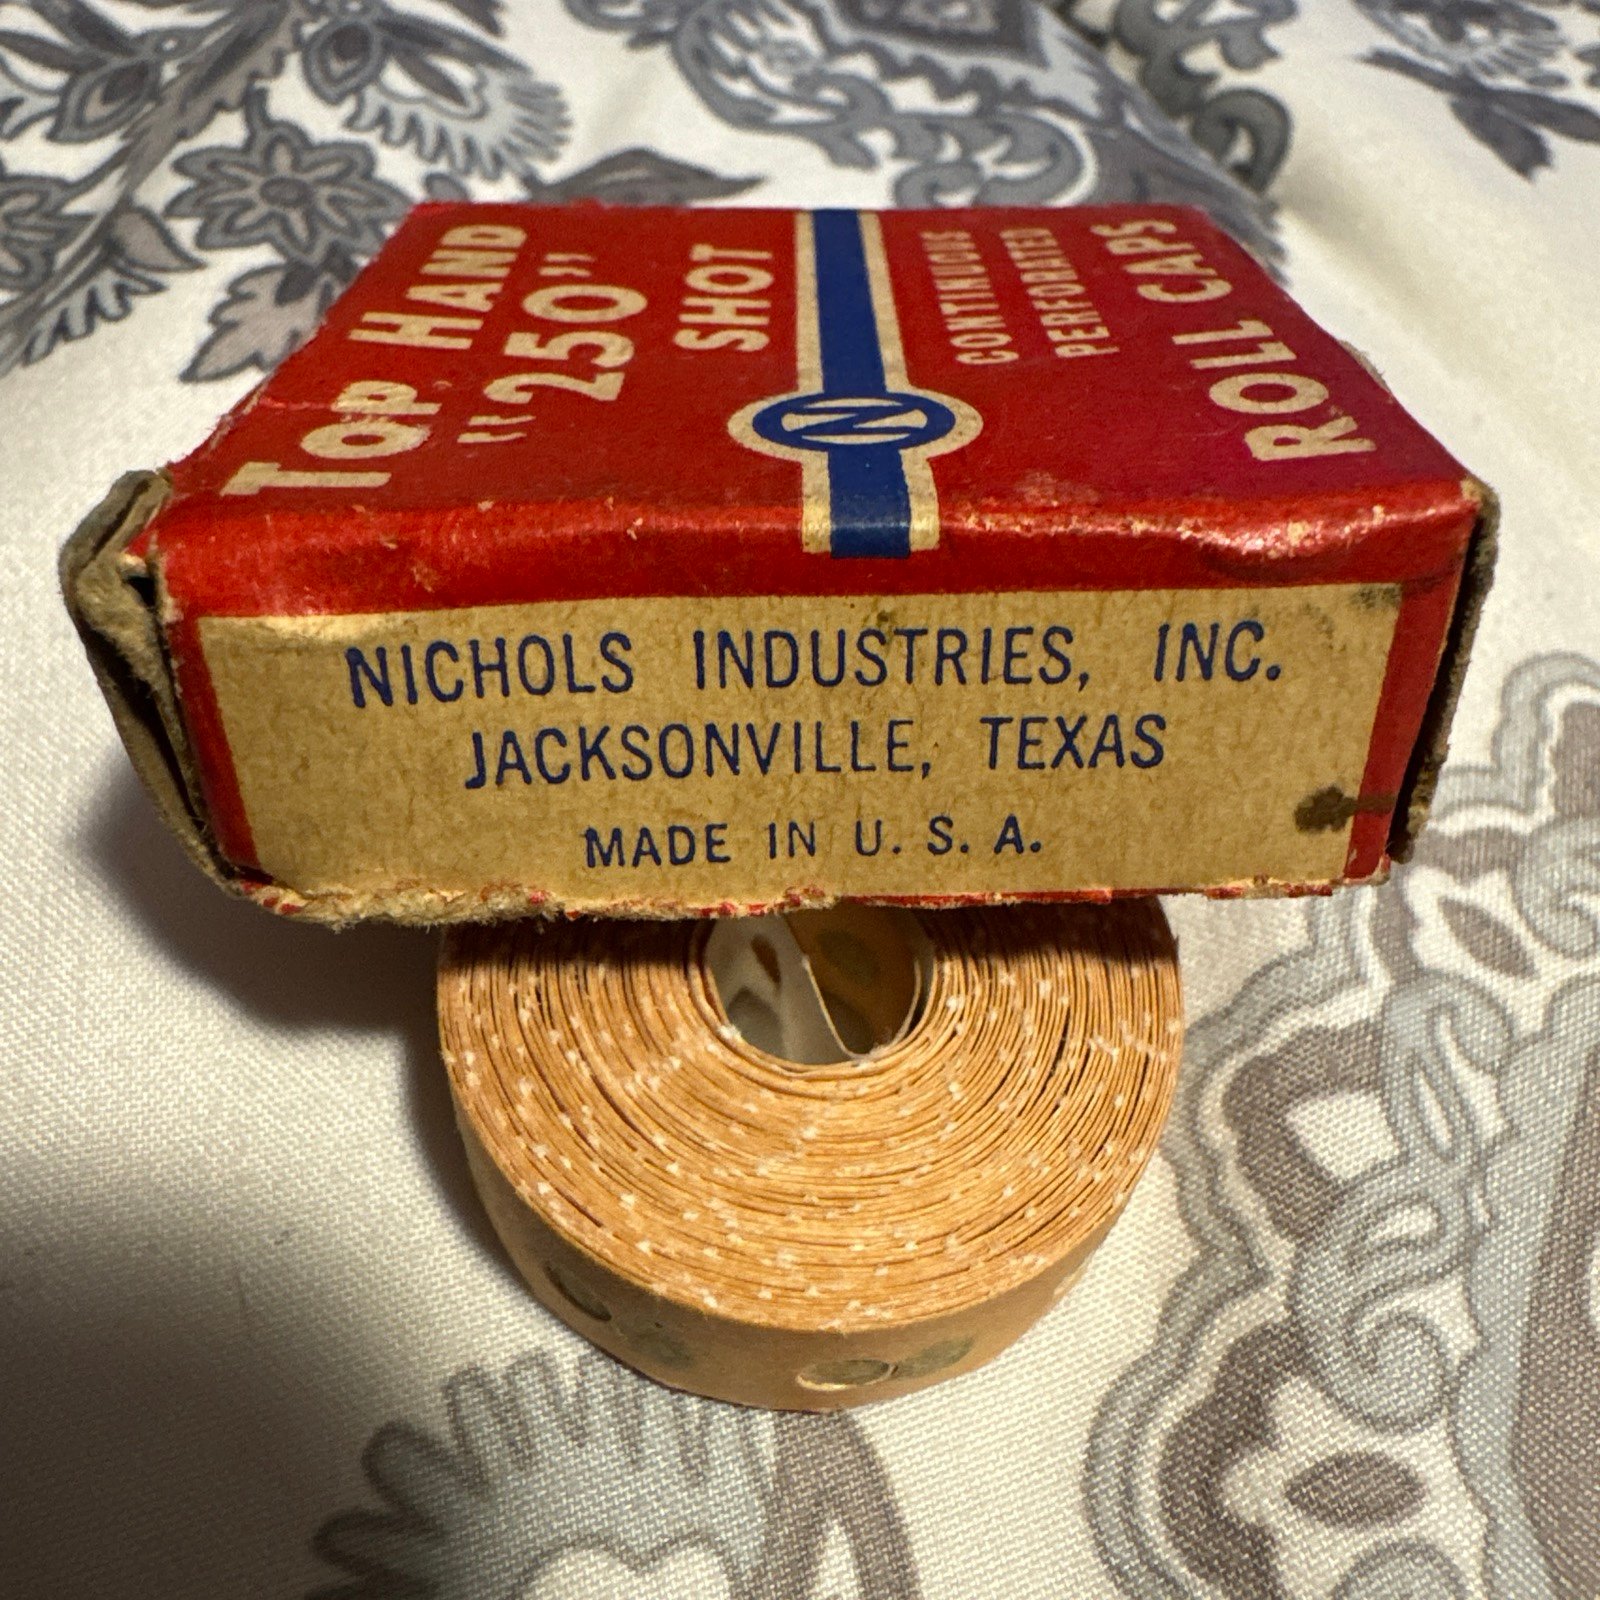 TOP HAND
"250"
SHOT
N
CONTINUOUS
PERFORATED
ROLL CAPS
NICHOLS INDUSTRIES, INC.
JACKSONVILLE, TEXAS
MADE IN U. S. A.